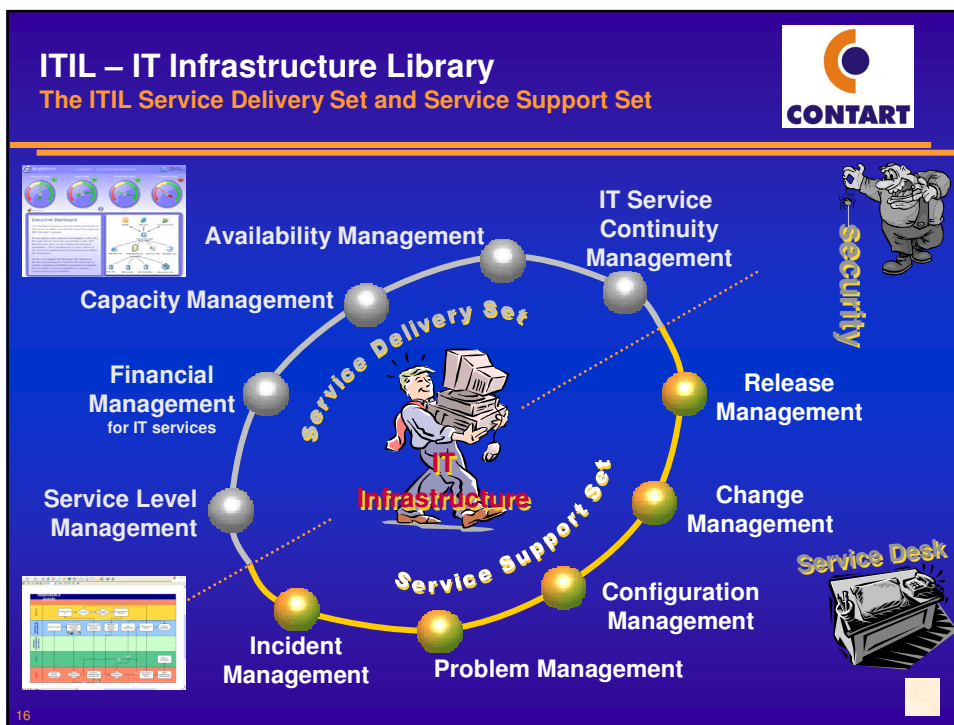 ITIL – IT Infrastructure Library
The ITIL Service Delivery Set and Service Support Set
CONTART
Executive Dashboard
IT Service
Continuity
Management
Availability Management
Security
Capacity Management
Service Delivery Set
Financial
Management
for IT services
Release
Management
IT
Infrastructure
Service Level
Management
Service Support Set
Change
Management
Service Desk
Configuration
Management
Incident
Management
Problem Management
16